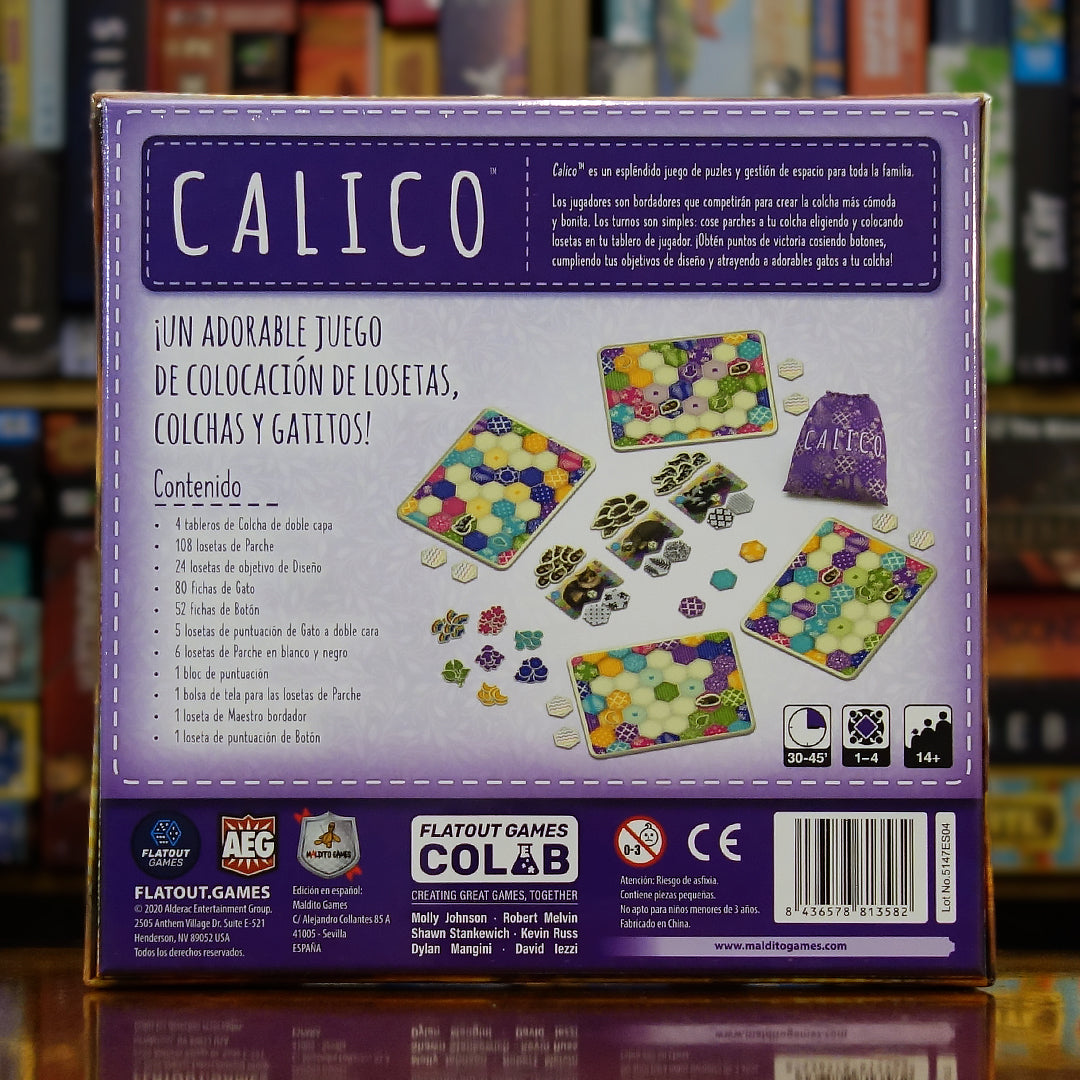 CALICO™
Calico™ es un espléndido juego de puzles y gestión de espacio para toda la familia.
Los jugadores son bordadores que competirán para crear la colcha más cómoda
y bonita. Los turnos son simples: cose parches a tu colcha eligiendo y colocando
losetas en tu tablero de jugador. ¡Obtén puntos de victoria cosiendo botones,
cumpliendo tus objetivos de diseño y atrayendo a adorables gatos a tu colcha!
¡UN ADORABLE JUEGO
DE COLOCACIÓN DE LOSETAS,
COLCHAS Y GATITOS!
Contenido
• 4 tableros de Colcha de doble capa
• 108 losetas de Parche
• 24 losetas de objetivo de Diseño
• 80 fichas de Gato
• 52 fichas de Botón
• 5 losetas de puntuación de Gato a doble cara
• 6 losetas de Parche en blanco y negro
• 1 bloc de puntuación
• 1 bolsa de tela para las losetas de Parche
• 1 loseta de Maestro bordador
• 1 loseta de puntuación de Botón
CALICO
30-45'
1-4
14+
FLATOUT
GAMES
AEG
MALDITO GAMES
FLATOUT.GAMES
© 2020 Alderac Entertainment Group.
2505 Anthem Village Dr. Suite E-521
Henderson, NV 89052 USA
Todos los derechos reservados.
Edición en español:
Maldito Games
C/ Alejandro Collantes 85 A
41005 - Sevilla
ESPAÑA
FLATOUT GAMES
COLAB
CREATING GREAT GAMES, TOGETHER
Molly Johnson · Robert Melvin
Shawn Stankewich · Kevin Russ
Dylan Mangini · David Iezzi
0-3
CE
Atención: Riesgo de asfixia.
Contiene piezas pequeñas.
No apto para niños menores de 3 años.
Fabricado en China.
8 436578 813582
Lot No.5147ES04
www.malditogames.com